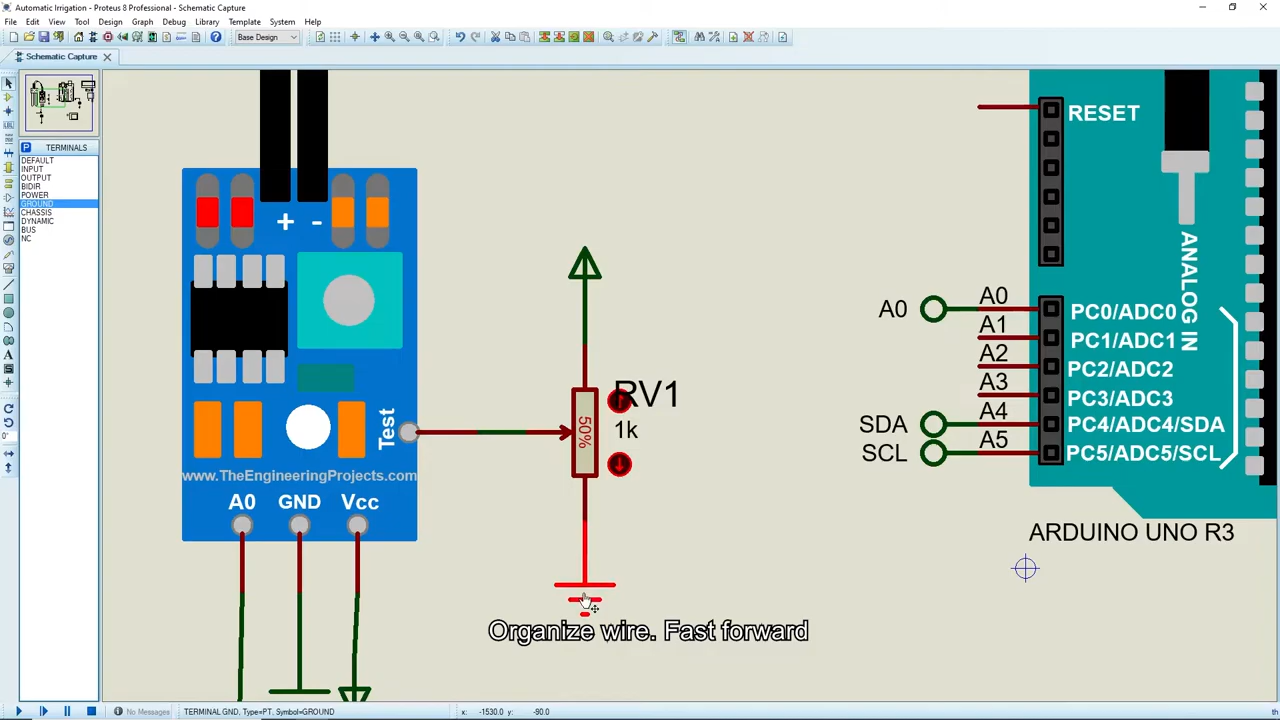 Automatic Irrigation - Proteus 8 Professional - Schematic Capture
File Edit View Tool Design Graph Debug Library Template System Help
Base Design
Schematic Capture
P TERMINALS
DEFAULT
INPUT
OUTPUT
BIDIR
POWER
GROUND
CHASSIS
DYNAMIC
BUS
NC
0°
+ -
Test
www.TheEngineeringProjects.com
A0 GND Vcc
RV1
50%
1k
RESET
ANALOG IN
A0 A0 PC0/ADC0
A1 PC1/ADC1
A2 PC2/ADC2
A3 PC3/ADC3
SDA A4 PC4/ADC4/SDA
SCL A5 PC5/ADC5/SCL
ARDUINO UNO R3
Organize wire. Fast forward
No Messages TERMINAL GND, Type=PT, Symbol=GROUND x: -1530.0 y: -90.0 th